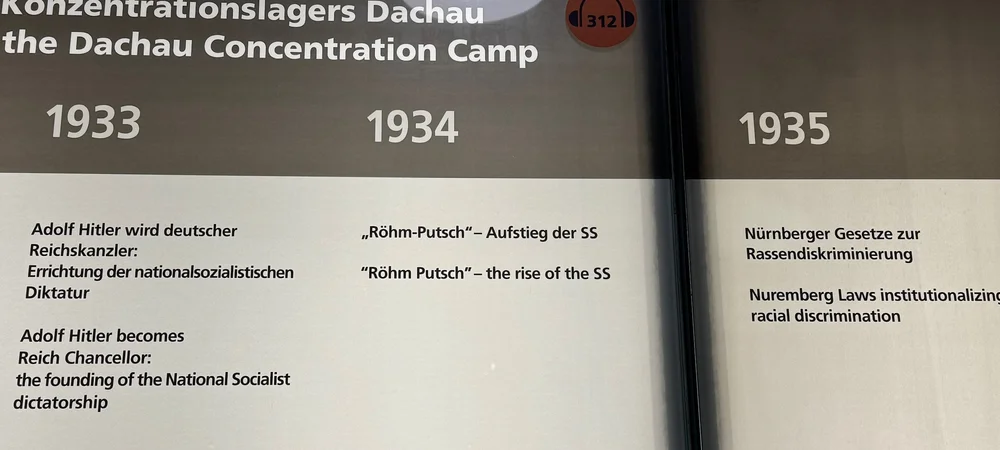 Konzentrationslagers Dachau
the Dachau Concentration Camp
312
1933
Adolf Hitler wird deutscher
Reichskanzler:
Errichtung der nationalsozialistischen
Diktatur
Adolf Hitler becomes
Reich Chancellor:
the founding of the National Socialist
dictatorship
1934
„Röhm-Putsch“ – Aufstieg der SS
“Röhm Putsch” – the rise of the SS
1935
Nürnberger Gesetze zur
Rassendiskriminierung
Nuremberg Laws institutionalizing
racial discrimination